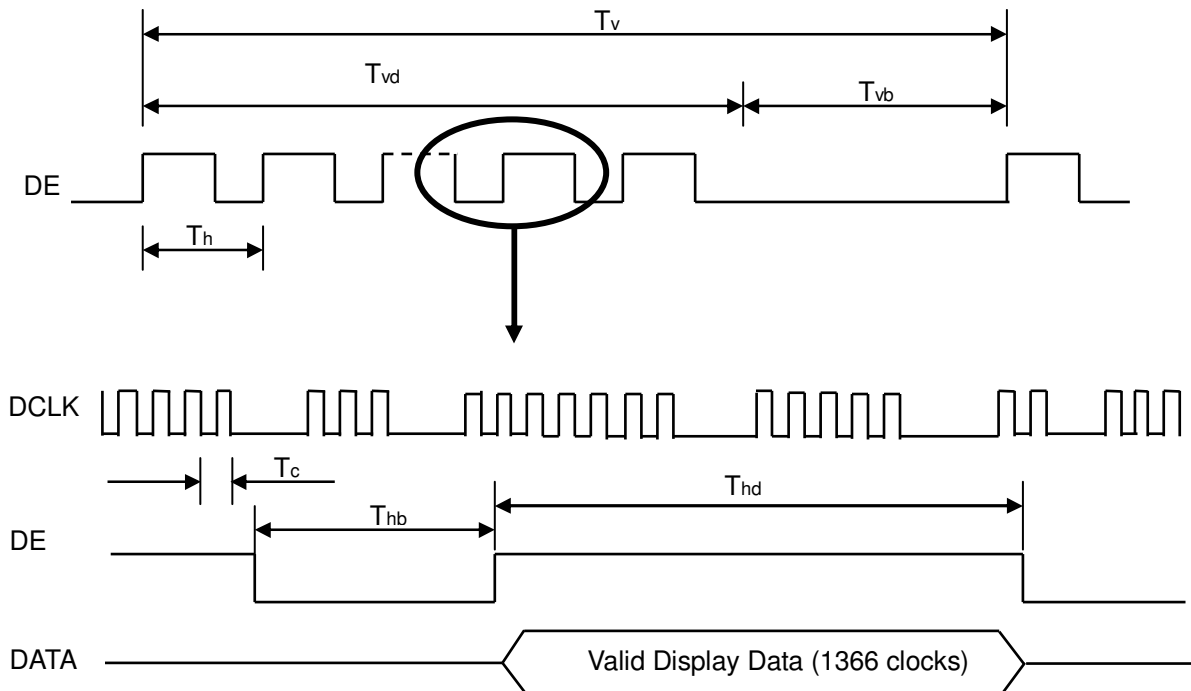 Tv
Tvd
Tvb
DE
Th
DCLK
Tc
Thd
Thb
DE
DATA
Valid Display Data (1366 clocks)